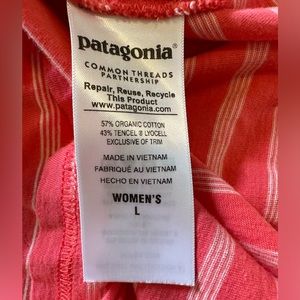 patagonia®
COMMON THREADS
PARTNERSHIP
Repair, Reuse, Recycle
This Product
www.patagonia.com
57% ORGANIC COTTON
43% TENCEL ® LYOCELL
EXCLUSIVE OF TRIM
MADE IN VIETNAM
FABRIQUÉ AU VIETNAM
HECHO EN VIETNAM
WOMEN'S
L